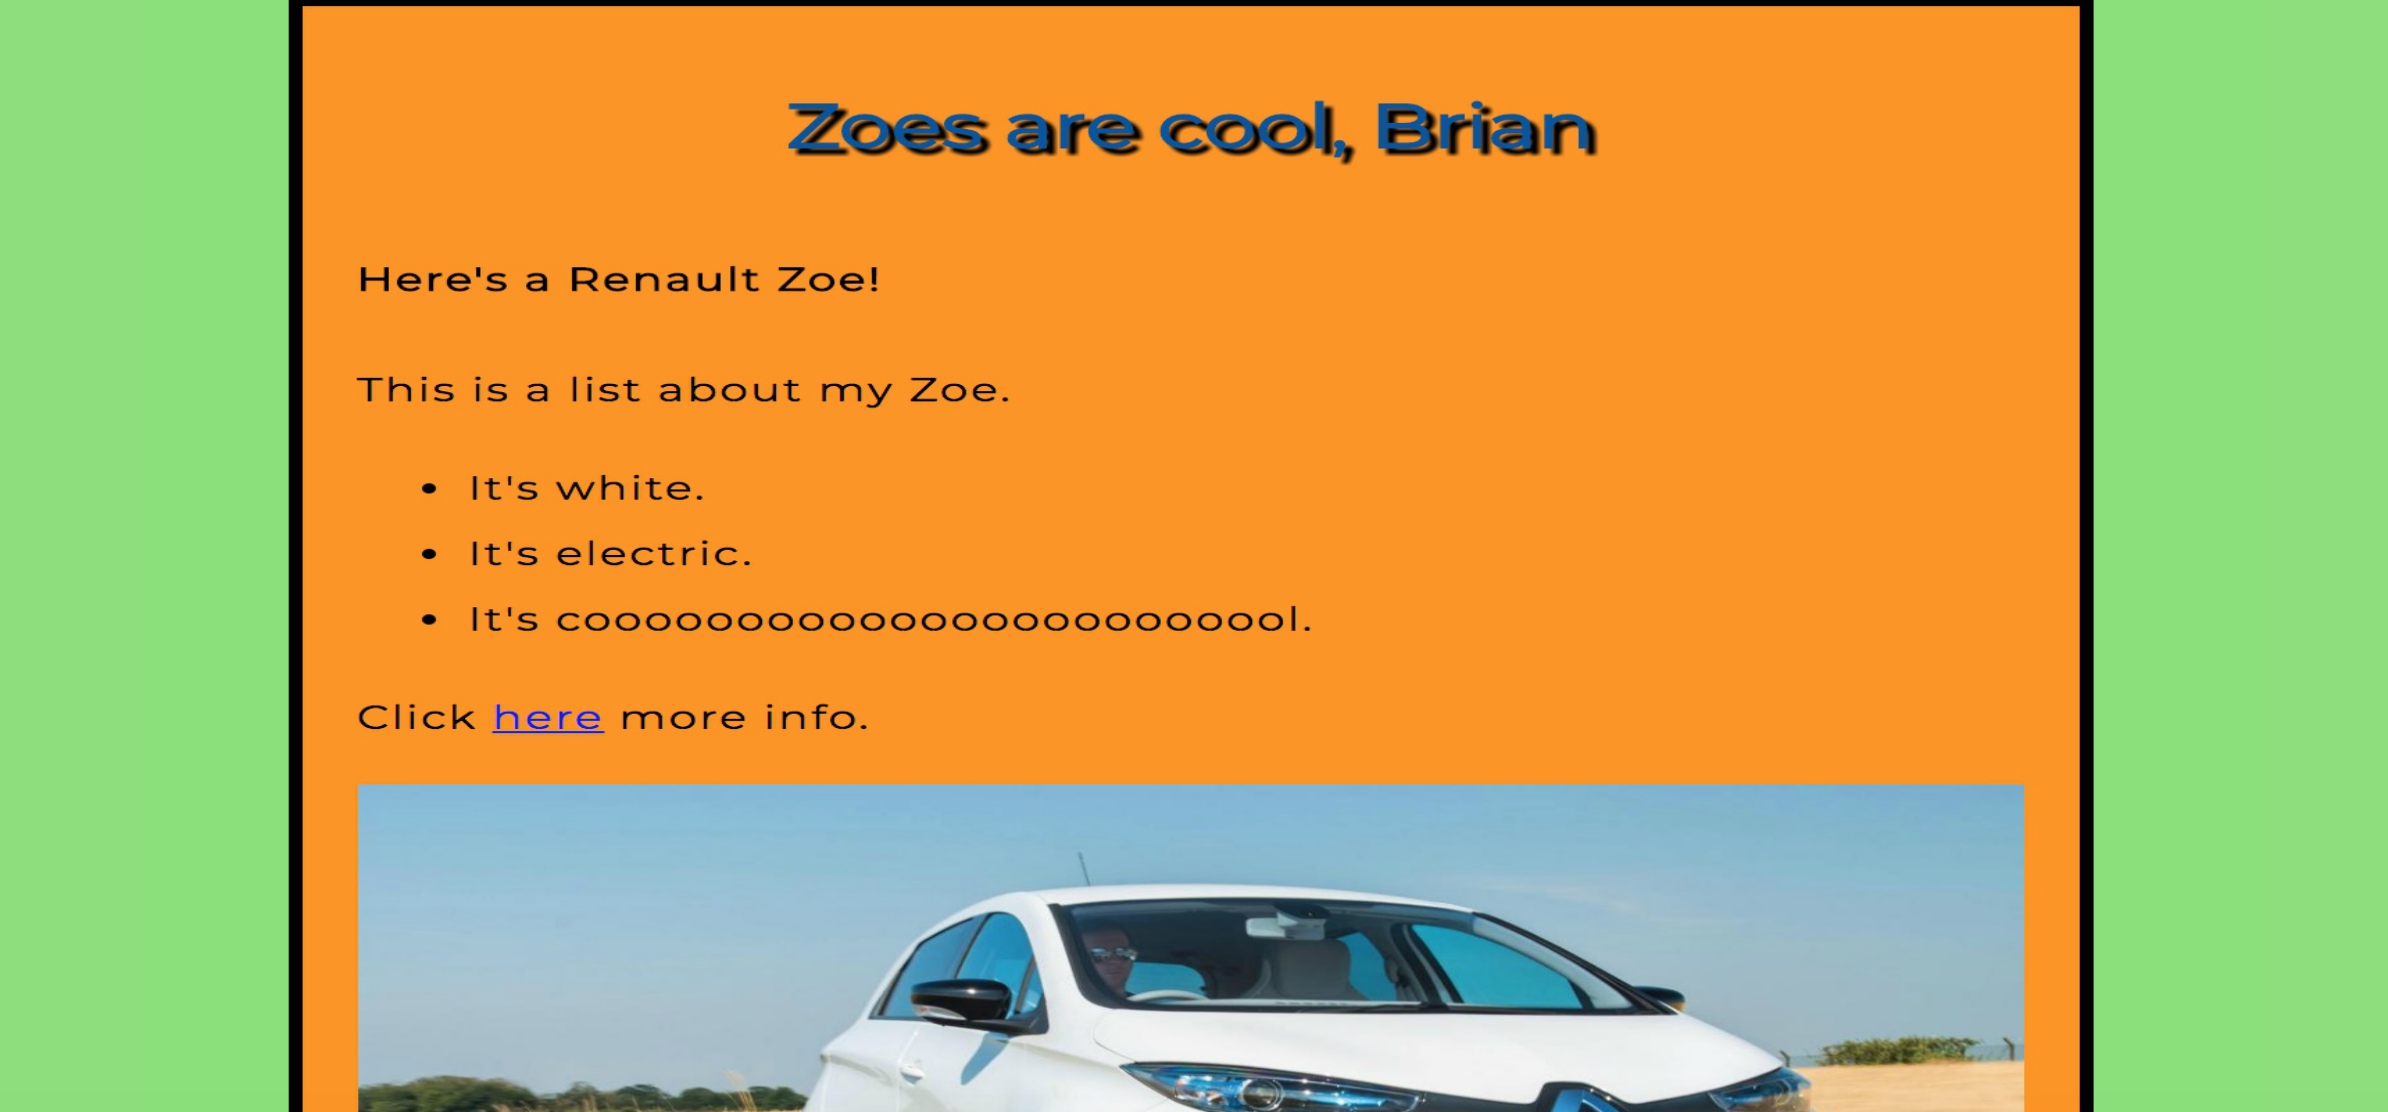 Zoes are cool, Brian
Here's a Renault Zoe!
This is a list about my Zoe.
• It's white.
• It's electric.
• It's coooooooooooooooooooooool.
Click here more info.